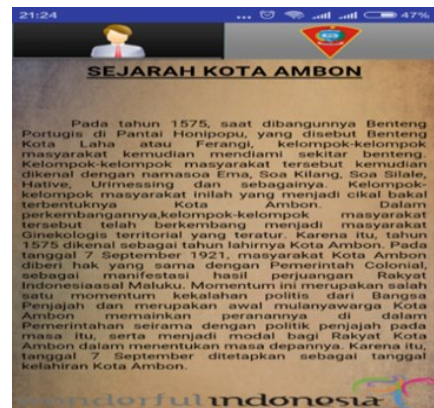 21:24
... 47%
SEJARAH KOTA AMBON
Pada tahun 1575, saat dibangunnya Benteng
Portugis di Pantai Honipopu, yang disebut Benteng
Kota Laha atau Ferangi, kelompok-kelompok
masyarakat kemudian mendiami sekitar benteng.
Kelompok-kelompok masyarakat tersebut kemudian
dikenal dengan namasoa Ema, Soa Kilang, Soa Silale,
Hative, Urimessing dan sebagainya. Kelompok-
kelompok masyarakat inilah yang menjadi cikal bakal
terbentuknya Kota Ambon. Dalam
perkembangannya,kelompok-kelompok masyarakat
tersebut telah berkembang menjadi masyarakat
Ginekologis territorial yang teratur. Karena itu, tahun
1575 dikenal sebagai tahun lahirnya Kota Ambon. Pada
tanggal 7 September 1921, masyarakat Kota Ambon
diberi hak yang sama dengan Pemerintah Colonial,
sebagai manifestasi hasil perjuangan Rakyat
Indonesiaasal Maluku. Momentum ini merupakan salah
satu momentum kekalahan politis dari Bangsa
Penjajah dan merupakan awal mulanyawarga Kota
Ambon memainkan peranannya di dalam
Pemerintahan seirama dengan politik penjajah pada
masa itu, serta menjadi modal bagi Rakyat Kota
Ambon dalam menentukan masa depannya. Karena itu,
tanggal 7 September ditetapkan sebagai tanggal
kelahiran Kota Ambon.
wonderful indonesia